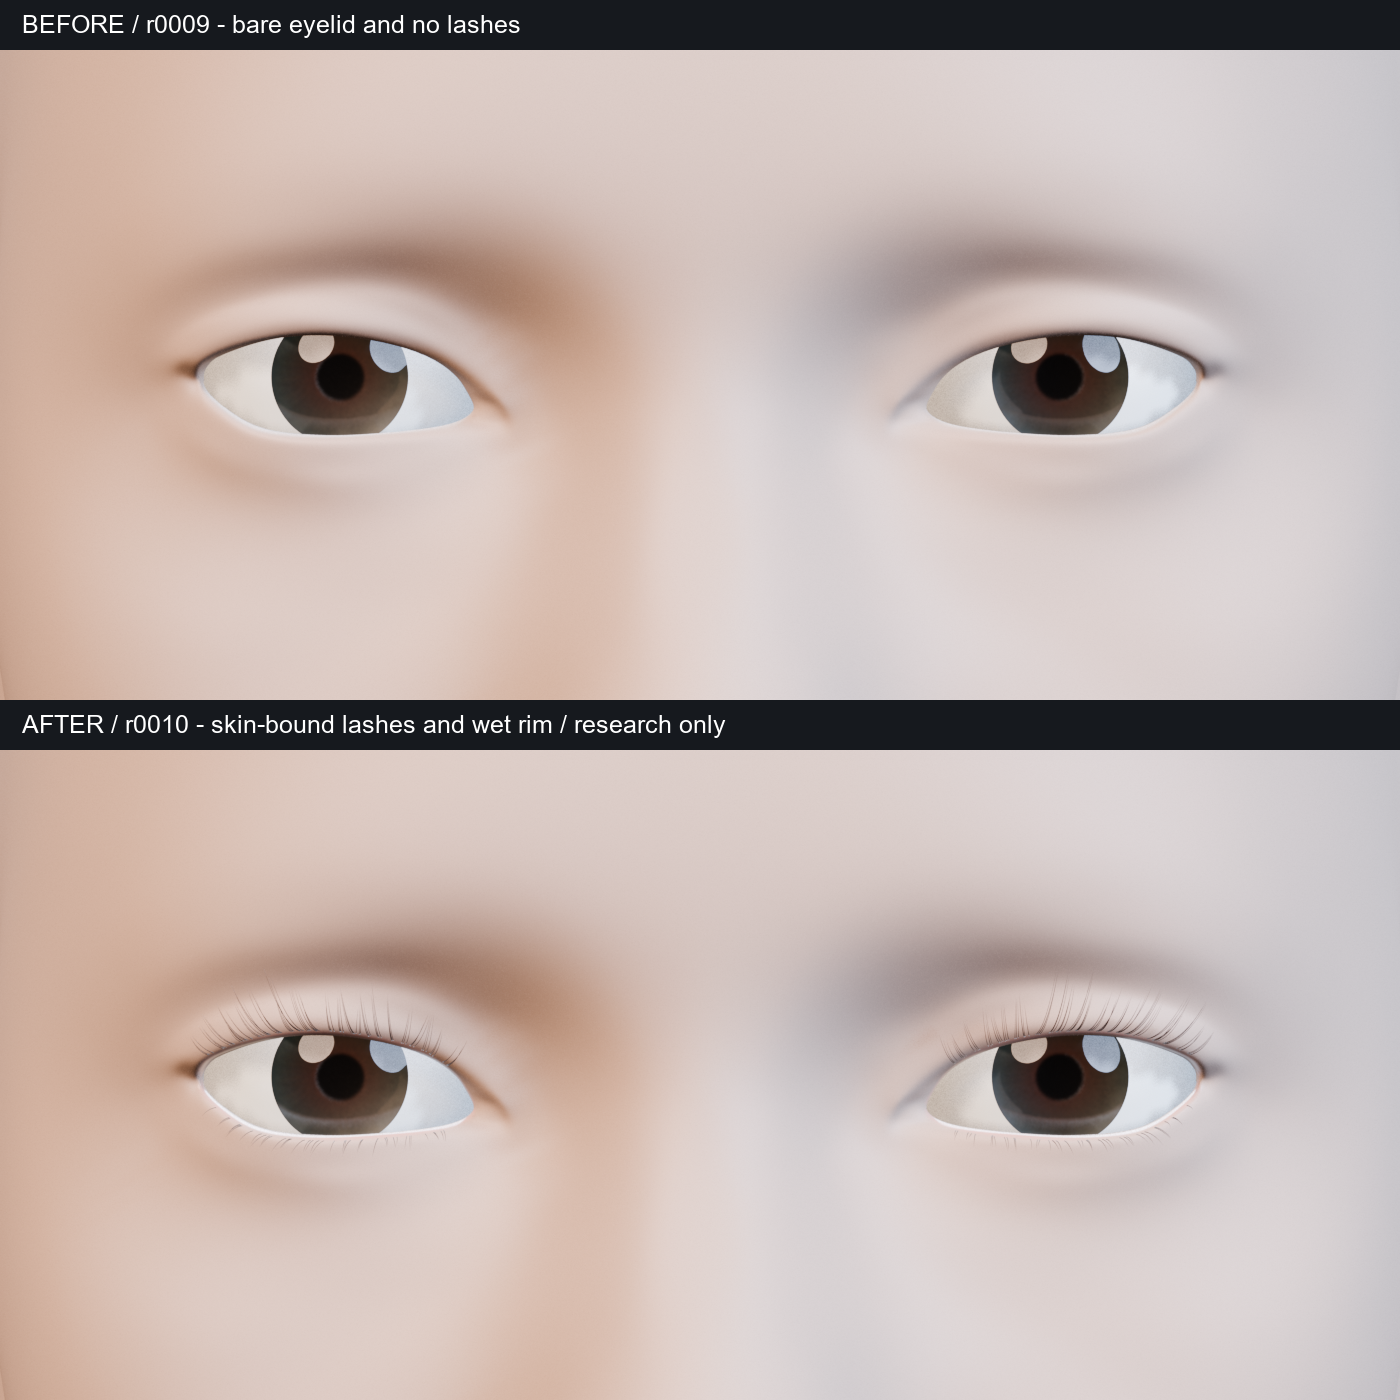 BEFORE / r0009 - bare eyelid and no lashes
AFTER / r0010 - skin-bound lashes and wet rim / research only